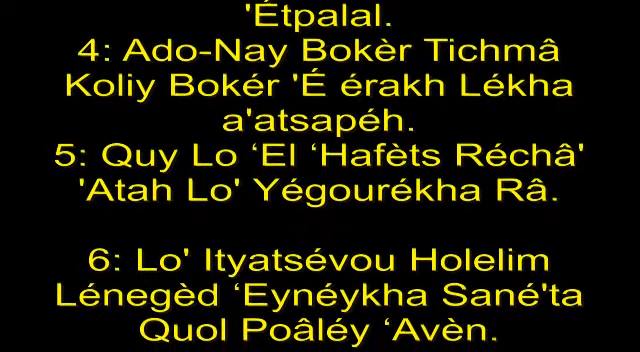 'Étpalal.
4: Ado-Nay Bokèr Tichmâ
Koliy Bokér 'É érakh Lékha
a'atsapéh.
5: Quy Lo ‘El ‘Hafèts Réchâ'
'Atah Lo' Yégourékha Râ.
6: Lo' Ityatsévou Holelim
Lénegèd ‘Eynéykha Sané'ta
Quol Poâléy ‘Avèn.